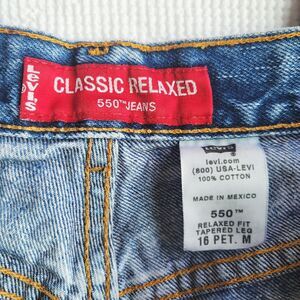 LEVI'S
®
CLASSIC RELAXED
550™ JEANS
Levi's
levi.com
(800) USA-LEVI
100% COTTON
MADE IN MEXICO
550™
RELAXED FIT
TAPERED LEG
16 PET. M